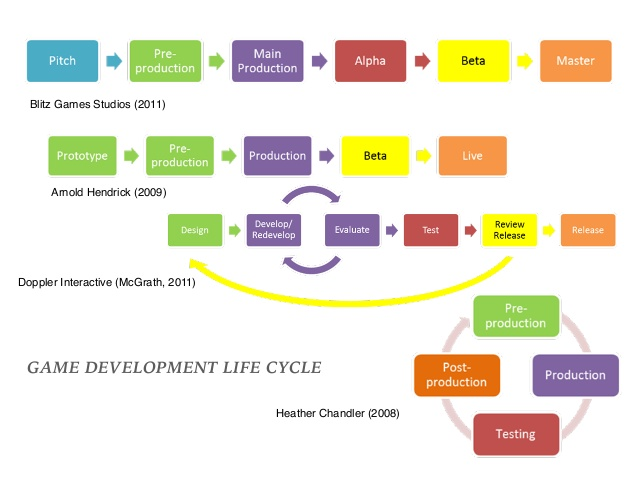 Pitch
Pre-
production
Main
Production
Alpha
Beta
Master
Blitz Games Studios (2011)
Prototype
Pre-
production
Production
Beta
Live
Arnold Hendrick (2009)
Design
Develop/
Redevelop
Evaluate
Test
Review
Release
Release
Doppler Interactive (McGrath, 2011)
Pre-
production
GAME DEVELOPMENT LIFE CYCLE
Post-
production
Production
Heather Chandler (2008)
Testing